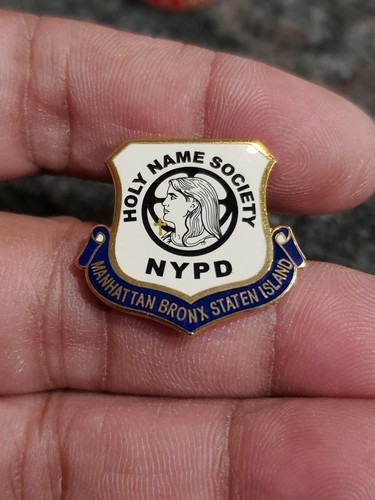 HOLY NAME SOCIETY
NYPD
MANHATTAN BRONX STATEN ISLAND